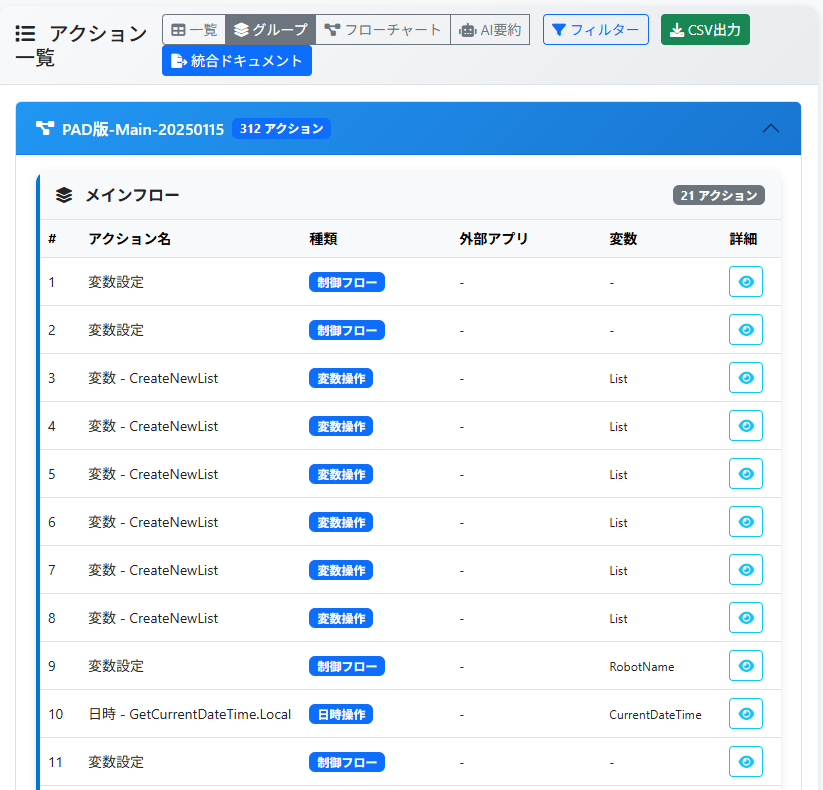 アクション一覧
一覧 グループ フローチャート AI要約 フィルター CSV出力
統合ドキュメント
PAD版-Main-20250115 312 アクション
メインフロー 21 アクション
# アクション名 種類 外部アプリ 変数 詳細
1 変数設定 制御フロー - -
2 変数設定 制御フロー - -
3 変数 - CreateNewList 変数操作 - List
4 変数 - CreateNewList 変数操作 - List
5 変数 - CreateNewList 変数操作 - List
6 変数 - CreateNewList 変数操作 - List
7 変数 - CreateNewList 変数操作 - List
8 変数 - CreateNewList 変数操作 - List
9 変数設定 制御フロー - RobotName
10 日時 - GetCurrentDateTime.Local 日時操作 - CurrentDateTime
11 変数設定 制御フロー - -